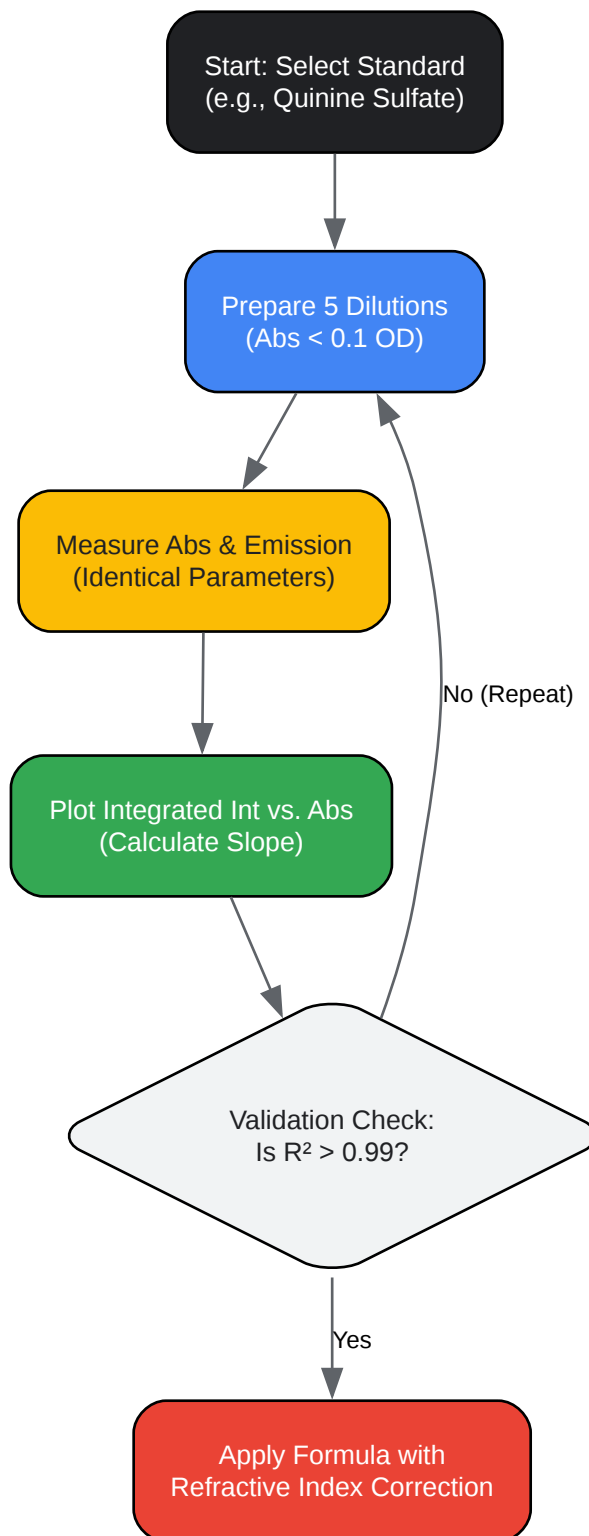 Start: Select Standard
(e.g., Quinine Sulfate)
Prepare 5 Dilutions
(Abs < 0.1 OD)
Measure Abs & Emission
(Identical Parameters)
No (Repeat)
Plot Integrated Int vs. Abs
(Calculate Slope)
Validation Check:
Is R² > 0.99?
Yes
Apply Formula with
Refractive Index Correction